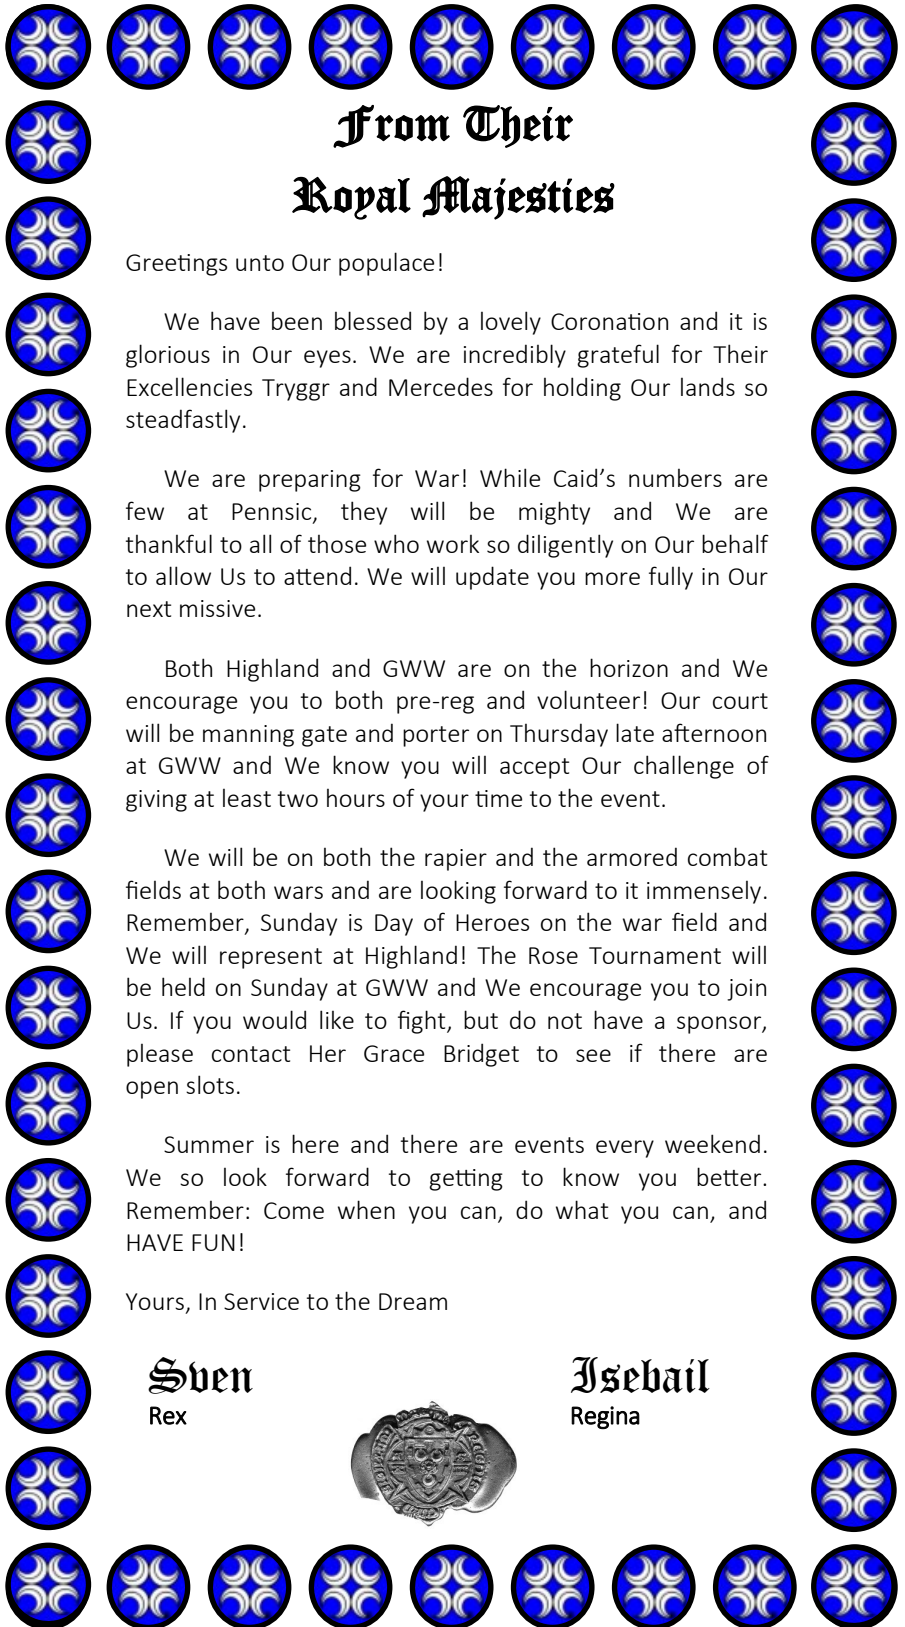 From Their
Royal Majesties
Greetings unto Our populace!
We have been blessed by a lovely Coronation and it is
glorious in Our eyes. We are incredibly grateful for Their
Excellencies Tryggr and Mercedes for holding Our lands so
steadfastly.
We are preparing for War! While Caid’s numbers are
few at Pennsic, they will be mighty and We are
thankful to all of those who work so diligently on Our behalf
to allow Us to attend. We will update you more fully in Our
next missive.
Both Highland and GWW are on the horizon and We
encourage you to both pre-reg and volunteer! Our court
will be manning gate and porter on Thursday late afternoon
at GWW and We know you will accept Our challenge of
giving at least two hours of your time to the event.
We will be on both the rapier and the armored combat
fields at both wars and are looking forward to it immensely.
Remember, Sunday is Day of Heroes on the war field and
We will represent at Highland! The Rose Tournament will
be held on Sunday at GWW and We encourage you to join
Us. If you would like to fight, but do not have a sponsor,
please contact Her Grace Bridget to see if there are
open slots.
Summer is here and there are events every weekend.
We so look forward to getting to know you better.
Remember: Come when you can, do what you can, and
HAVE FUN!
Yours, In Service to the Dream
Sven Isebail
Rex Regina